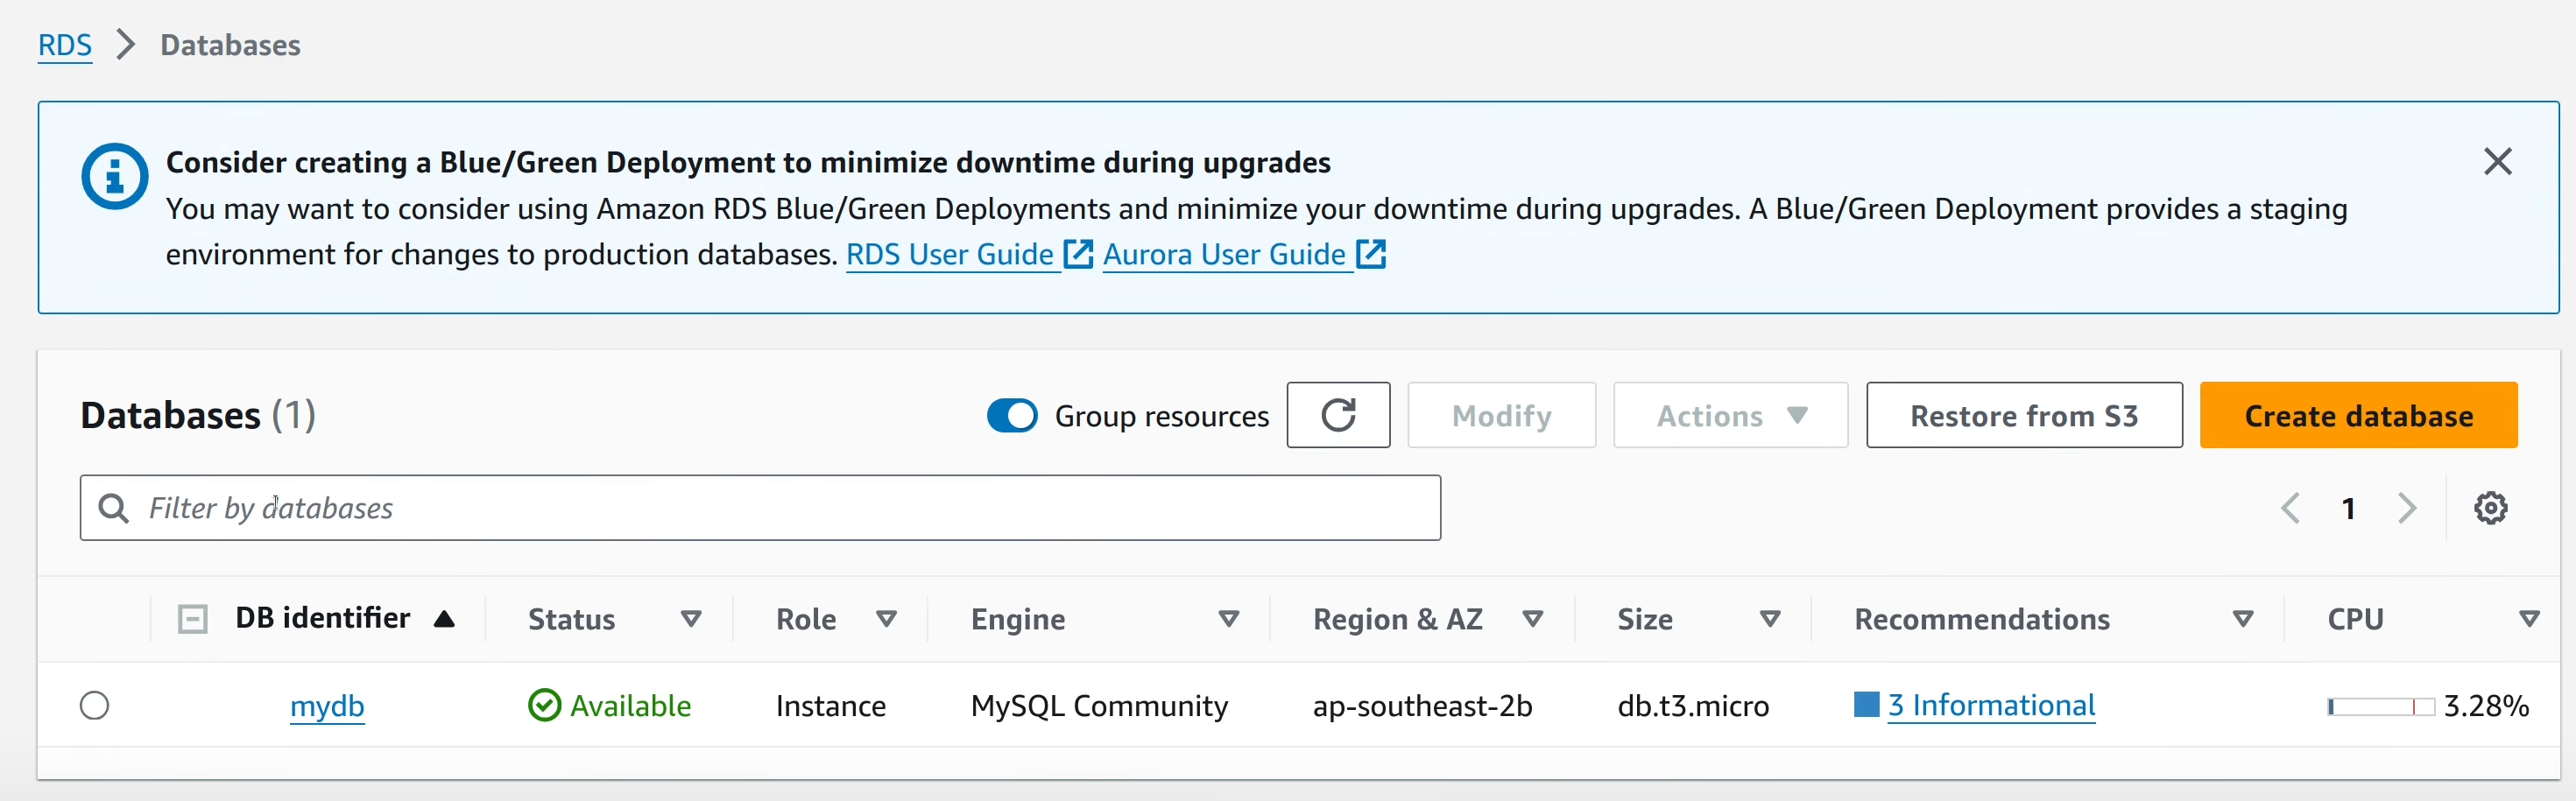 RDS > Databases
Consider creating a Blue/Green Deployment to minimize downtime during upgrades
You may want to consider using Amazon RDS Blue/Green Deployments and minimize your downtime during upgrades. A Blue/Green Deployment provides a staging
environment for changes to production databases. RDS User Guide Aurora User Guide
Databases (1) Group resources Modify Actions Restore from S3 Create database
Filter by databases 1
DB identifier Status Role Engine Region & AZ Size Recommendations CPU
mydb Available Instance MySQL Community ap-southeast-2b db.t3.micro 3 Informational 3.28%